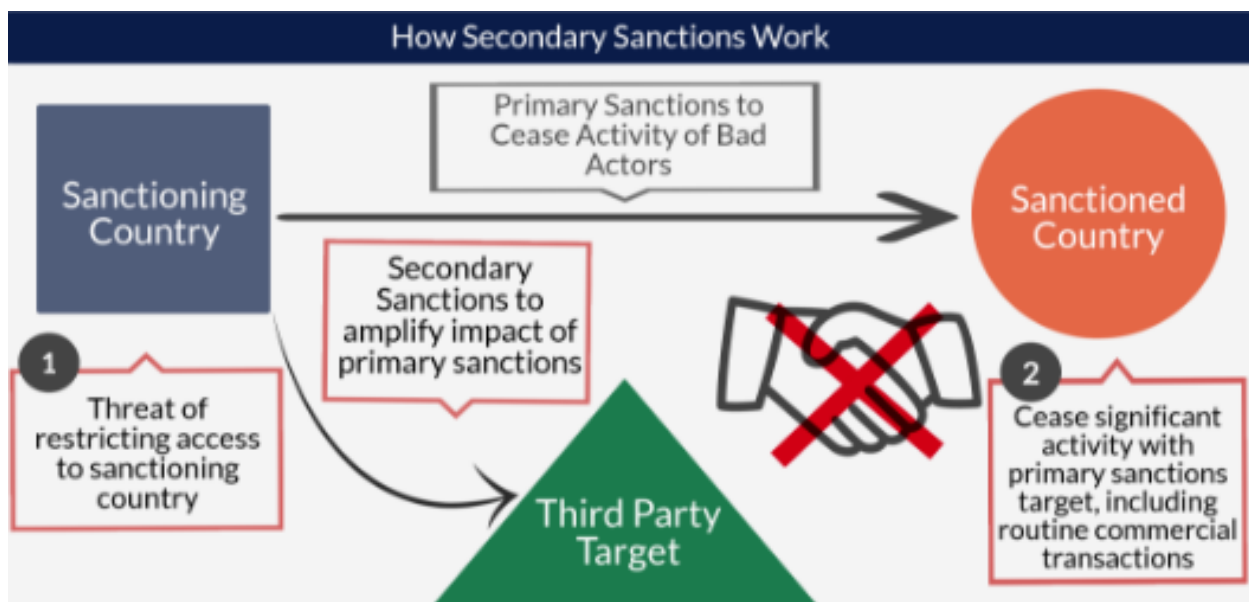 How Secondary Sanctions Work
Primary Sanctions to
Cease Activity of Bad
Actors
Sanctioning
Country
Sanctioned
Country
Secondary
Sanctions to
amplify impact of
primary sanctions
1
Threat of
restricting access
to sanctioning
country
2
Cease significant
activity with
primary sanctions
target, including
routine commercial
transactions
Third Party
Target